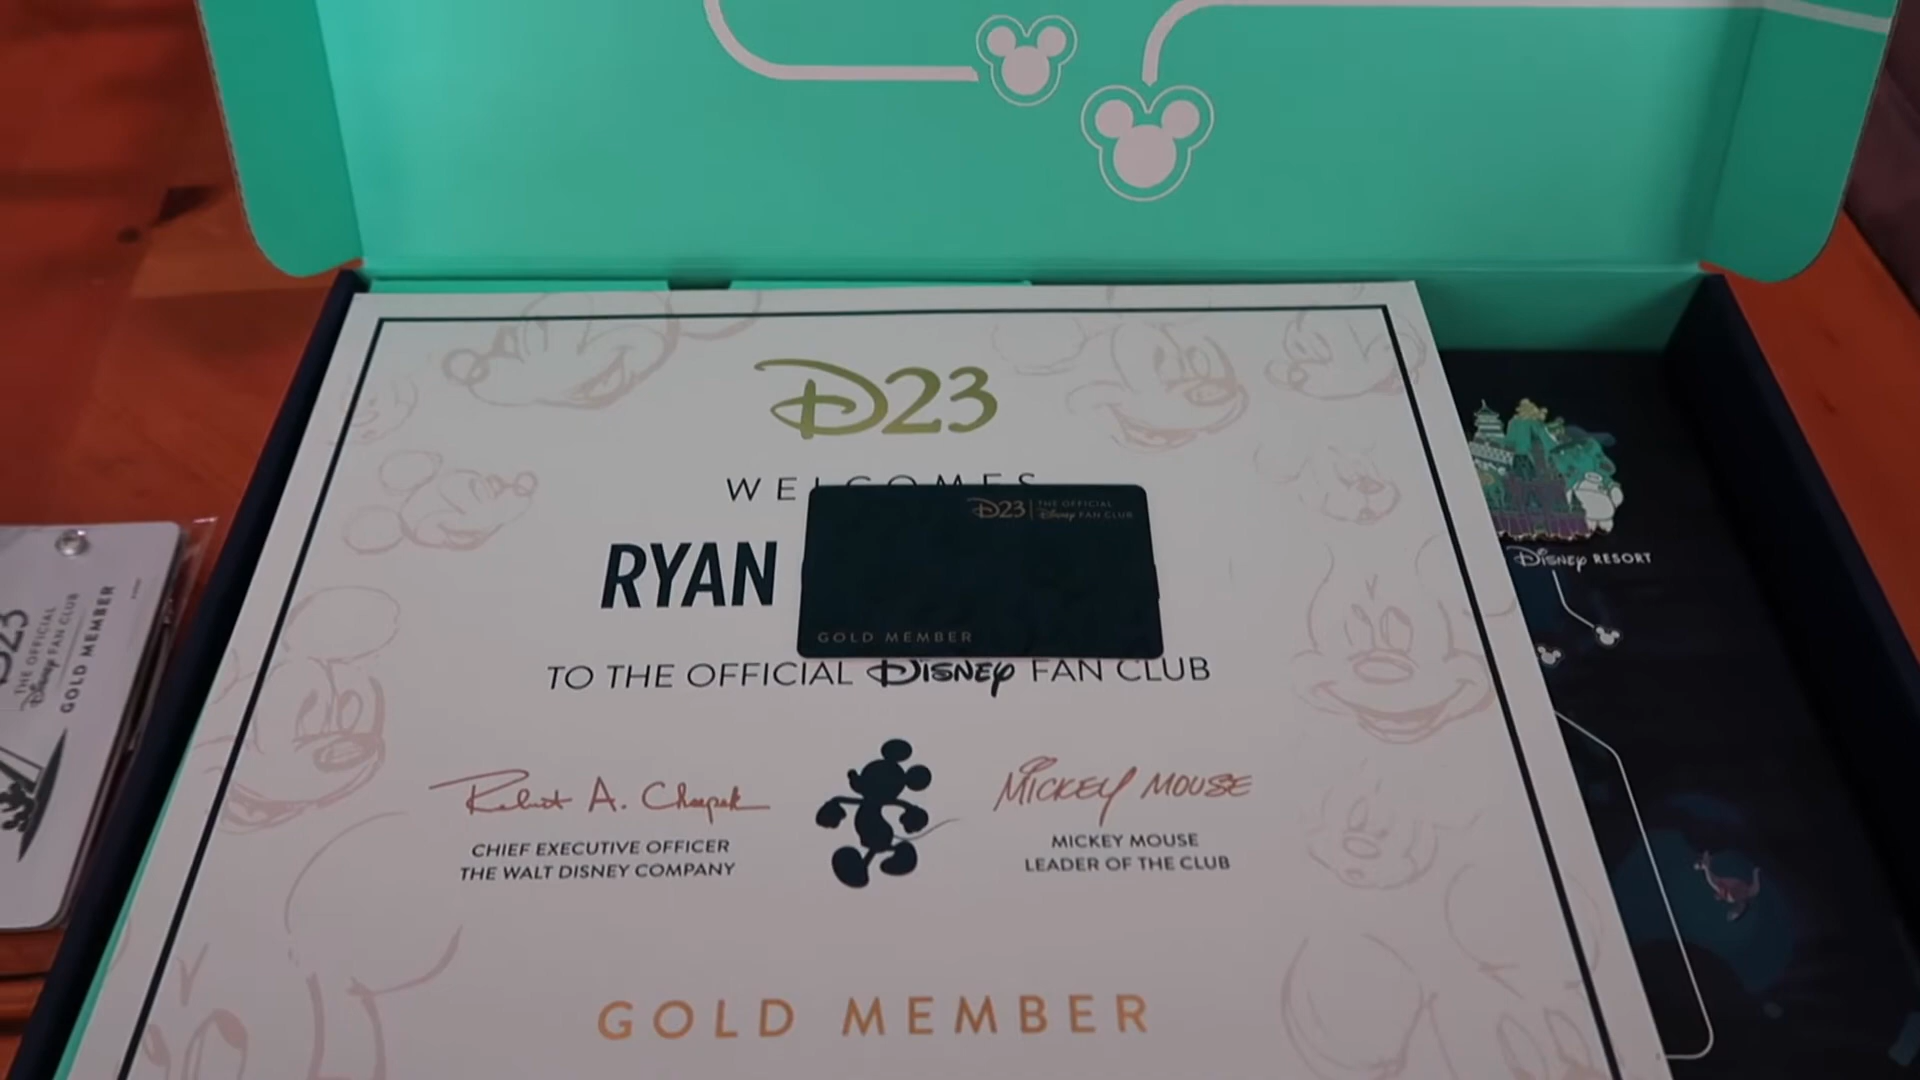 D23
WELCOMES
RYAN
D23 | THE OFFICIAL
Disney FAN CLUB
GOLD MEMBER
TO THE OFFICIAL Disney FAN CLUB
Robert A. Chapek
MICKEY MOUSE
CHIEF EXECUTIVE OFFICER
THE WALT DISNEY COMPANY
MICKEY MOUSE
LEADER OF THE CLUB
GOLD MEMBER
Disney RESORT
D23
THE OFFICIAL
Disney FAN CLUB
GOLD MEMBER